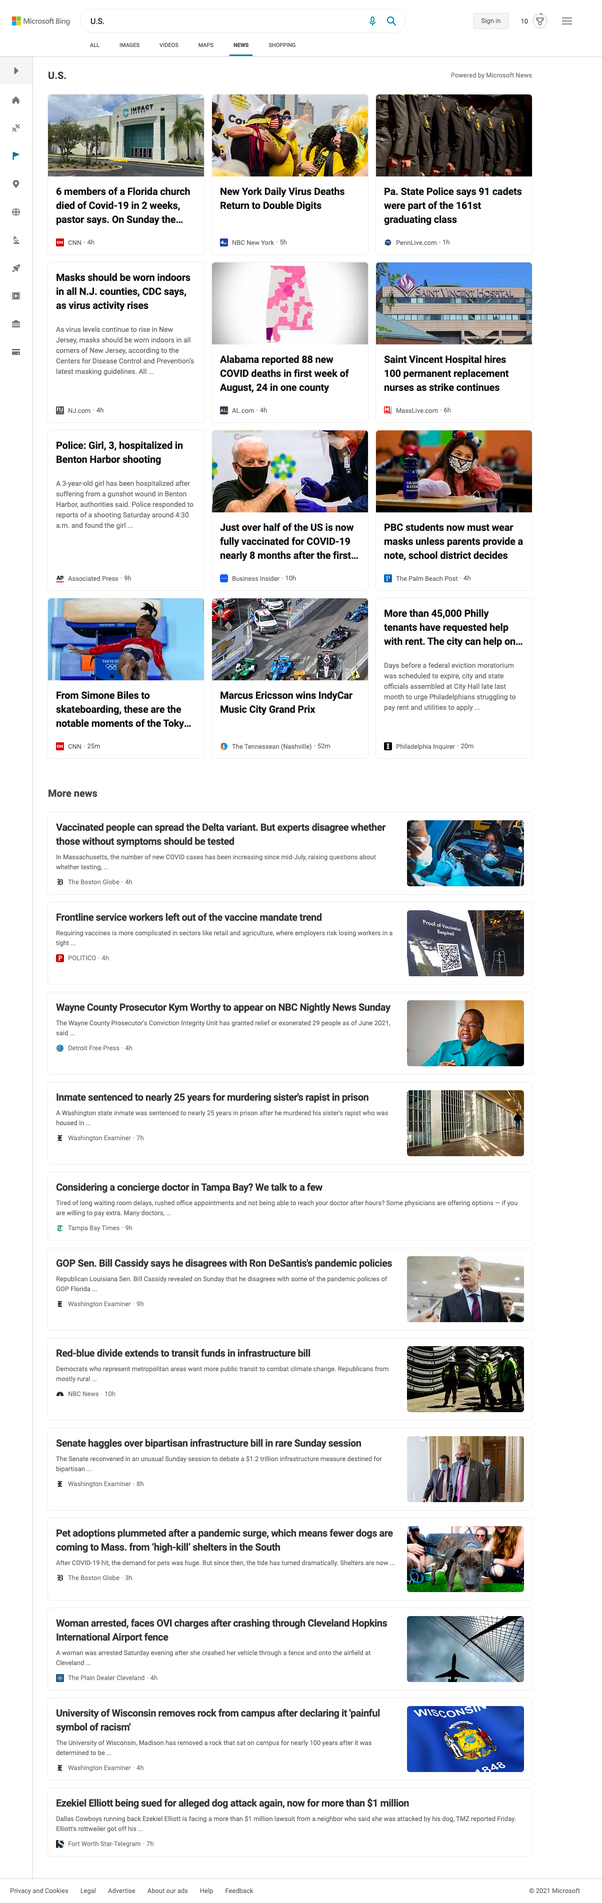 Microsoft Bing
U.S.
Sign in
10
ALL
IMAGES
VIDEOS
MAPS
NEWS
SHOPPING
U.S.
Powered by Microsoft News
IMPACT
6 members of a Florida church
died of Covid-19 in 2 weeks,
pastor says. On Sunday the...
CNN · 4h
New York Daily Virus Deaths
Return to Double Digits
NBC New York · 5h
Pa. State Police says 91 cadets
were part of the 161st
graduating class
PennLive.com · 1h
Masks should be worn indoors
in all N.J. counties, CDC says,
as virus activity rises
As virus levels continue to rise in New
Jersey, masks should be worn indoors in all
corners of New Jersey, according to the
Centers for Disease Control and Prevention's
latest masking guidelines. All ...
NJ.com · 4h
Alabama reported 88 new
COVID deaths in first week of
August, 24 in one county
AL.com · 4h
SAINT VINCENT HOSPITAL
Saint Vincent Hospital hires
100 permanent replacement
nurses as strike continues
MassLive.com · 6h
Police: Girl, 3, hospitalized in
Benton Harbor shooting
A 3-year-old girl has been hospitalized after
suffering from a gunshot wound in Benton
Harbor, authorities said. Police responded to
reports of a shooting Saturday around 4:30
a.m. and found the girl ...
AP Associated Press · 9h
Just over half of the US is now
fully vaccinated for COVID-19
nearly 8 months after the first...
Business Insider · 10h
PBC students now must wear
masks unless parents provide a
note, school district decides
The Palm Beach Post · 4h
From Simone Biles to
skateboarding, these are the
notable moments of the Toky...
CNN · 25m
Marcus Ericsson wins IndyCar
Music City Grand Prix
The Tennessean (Nashville) · 52m
More than 45,000 Philly
tenants have requested help
with rent. The city can help on...
Days before a federal eviction moratorium
was scheduled to expire, city and state
officials assembled at City Hall late last
month to urge Philadelphians struggling to
pay rent and utilities to apply ...
Philadelphia Inquirer · 20m
More news
Vaccinated people can spread the Delta variant. But experts disagree whether
those without symptoms should be tested
In Massachusetts, the number of new COVID cases has been increasing since mid-July, raising questions about
whether testing, ...
The Boston Globe · 4h
Frontline service workers left out of the vaccine mandate trend
Requiring vaccines is more complicated in sectors like retail and agriculture, where employers risk losing workers in a
tight ...
POLITICO · 4h
Proof of Vaccination
Required
Wayne County Prosecutor Kym Worthy to appear on NBC Nightly News Sunday
The Wayne County Prosecutor's Conviction Integrity Unit has granted relief or exonerated 29 people as of June 2021,
said ...
Detroit Free Press · 4h
Inmate sentenced to nearly 25 years for murdering sister's rapist in prison
A Washington state inmate was sentenced to nearly 25 years in prison after he murdered his sister's rapist who was
housed in ...
Washington Examiner · 7h
Considering a concierge doctor in Tampa Bay? We talk to a few
Tired of long waiting room delays, rushed office appointments and not being able to reach your doctor after hours? Some physicians are offering options — if you
are willing to pay extra. Many doctors, ...
Tampa Bay Times · 9h
GOP Sen. Bill Cassidy says he disagrees with Ron DeSantis's pandemic policies
Republican Louisiana Sen. Bill Cassidy revealed on Sunday that he disagrees with some of the pandemic policies of
GOP Florida ...
Washington Examiner · 9h
Red-blue divide extends to transit funds in infrastructure bill
Democrats who represent metropolitan areas want more public transit to combat climate change. Republicans from
mostly rural ...
NBC News · 10h
Senate haggles over bipartisan infrastructure bill in rare Sunday session
The Senate reconvened in an unusual Sunday session to debate a $1.2 trillion infrastructure measure destined for
bipartisan ...
Washington Examiner · 8h
Pet adoptions plummeted after a pandemic surge, which means fewer dogs are
coming to Mass. from 'high-kill' shelters in the South
After COVID-19 hit, the demand for pets was huge. But since then, the tide has turned dramatically. Shelters are now ...
The Boston Globe · 3h
Woman arrested, faces OVI charges after crashing through Cleveland Hopkins
International Airport fence
A woman was arrested Saturday evening after she crashed her vehicle through a fence and onto the airfield at
Cleveland ...
The Plain Dealer Cleveland · 4h
University of Wisconsin removes rock from campus after declaring it 'painful
symbol of racism'
The University of Wisconsin, Madison has removed a rock that sat on campus for nearly 100 years after it was
determined to be ...
Washington Examiner · 4h
WISCONSIN
1848
Ezekiel Elliott being sued for alleged dog attack again, now for more than $1 million
Dallas Cowboys running back Ezekiel Elliott is facing a more than $1 million lawsuit from a neighbor who said she was attacked by his dog, TMZ reported Friday.
Elliott's rottweiler got off his ...
Fort Worth Star-Telegram · 7h
Privacy and Cookies
Legal
Advertise
About our ads
Help
Feedback
© 2021 Microsoft